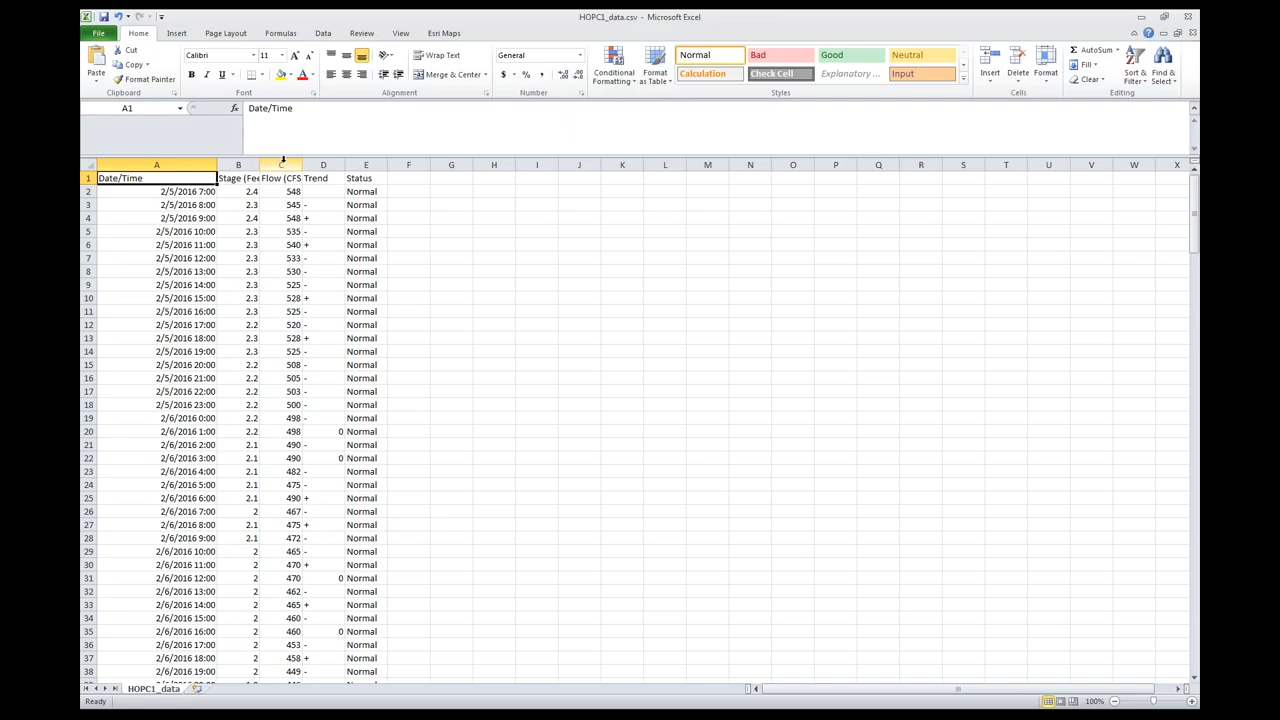 HOPC1_data.csv - Microsoft Excel
File Home Insert Page Layout Formulas Data Review View Esri Maps
Cut
Copy
Format Painter
Paste
Clipboard
Calibri 11
B I U
Font
Wrap Text
Merge & Center
Alignment
General
$ % ,
Number
Conditional Formatting
Format as Table
Normal Bad Good Neutral
Calculation Check Cell Explanatory ... Input
Styles
Insert Delete Format
Cells
AutoSum
Fill
Clear
Sort & Filter
Find & Select
Editing
A1 fx Date/Time
A B C D E F G H I J K L M N O P Q R S T U V W X
1 Date/Time Stage (Fee Flow (CFS Trend Status
2 2/5/2016 7:00 2.4 548 Normal
3 2/5/2016 8:00 2.3 545 - Normal
4 2/5/2016 9:00 2.4 548 + Normal
5 2/5/2016 10:00 2.3 535 - Normal
6 2/5/2016 11:00 2.3 540 + Normal
7 2/5/2016 12:00 2.3 533 - Normal
8 2/5/2016 13:00 2.3 530 - Normal
9 2/5/2016 14:00 2.3 525 - Normal
10 2/5/2016 15:00 2.3 528 + Normal
11 2/5/2016 16:00 2.3 525 - Normal
12 2/5/2016 17:00 2.2 520 - Normal
13 2/5/2016 18:00 2.3 528 + Normal
14 2/5/2016 19:00 2.3 525 - Normal
15 2/5/2016 20:00 2.2 508 - Normal
16 2/5/2016 21:00 2.2 505 - Normal
17 2/5/2016 22:00 2.2 503 - Normal
18 2/5/2016 23:00 2.2 500 - Normal
19 2/6/2016 0:00 2.2 498 - Normal
20 2/6/2016 1:00 2.2 498 0 Normal
21 2/6/2016 2:00 2.1 490 - Normal
22 2/6/2016 3:00 2.1 490 0 Normal
23 2/6/2016 4:00 2.1 482 - Normal
24 2/6/2016 5:00 2.1 475 - Normal
25 2/6/2016 6:00 2.1 490 + Normal
26 2/6/2016 7:00 2 467 - Normal
27 2/6/2016 8:00 2.1 475 + Normal
28 2/6/2016 9:00 2.1 472 - Normal
29 2/6/2016 10:00 2 465 - Normal
30 2/6/2016 11:00 2 470 + Normal
31 2/6/2016 12:00 2 470 0 Normal
32 2/6/2016 13:00 2 462 - Normal
33 2/6/2016 14:00 2 465 + Normal
34 2/6/2016 15:00 2 460 - Normal
35 2/6/2016 16:00 2 460 0 Normal
36 2/6/2016 17:00 2 453 - Normal
37 2/6/2016 18:00 2 458 + Normal
38 2/6/2016 19:00 2 449 - Normal
HOPC1_data
Ready 100%